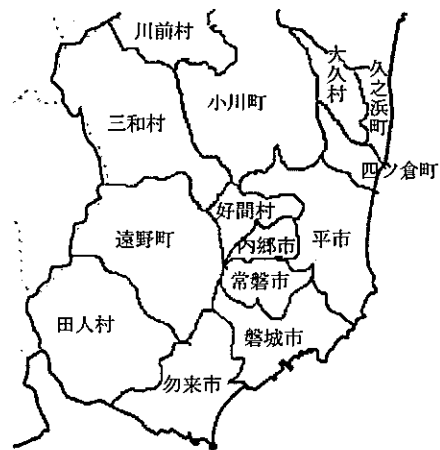 川前村
大久村
久之浜町
小川町
三和村
四ツ倉町
好間村
遠野町
内郷市
平市
常磐市
田人村
磐城市
勿来市